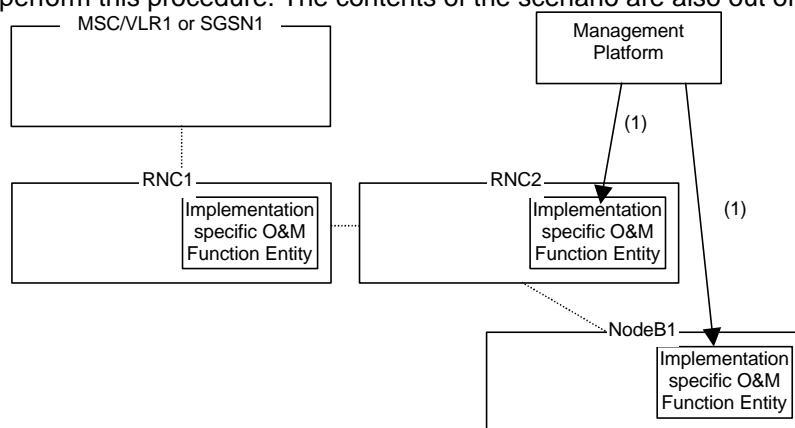 perform this procedure. The contents of the scenario are also out of
MSC/VLR1 or SGSN1
Management
Platform
(1)
RNC1
RNC2
(1)
Implementation
specific O&M
Function Entity
Implementation
specific O&M
Function Entity
NodeB1
Implementation
specific O&M
Function Entity